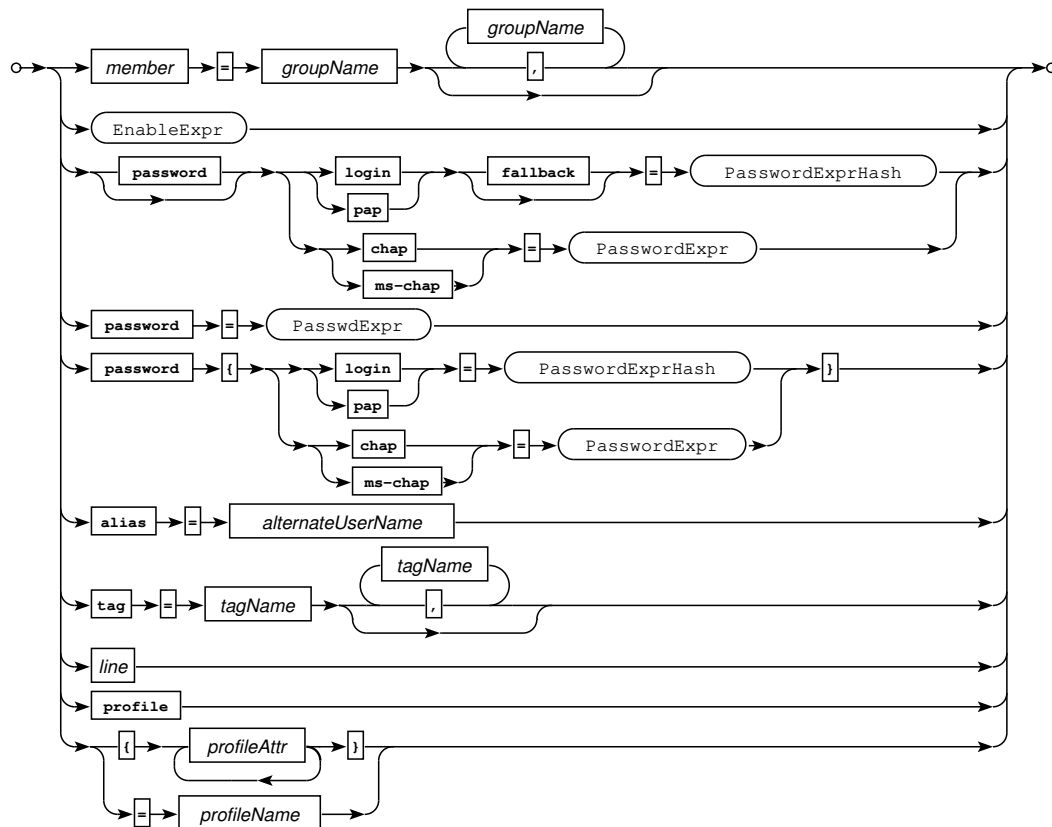 groupName
member = groupName ,
EnableExpr
password login fallback = PasswordExprHash
pap
chap = PasswordExpr
ms-chap
password = PasswdExpr
password { login = PasswordExprHash }
pap
chap = PasswordExpr
ms-chap
alias = alternateUserName
tagName
tag = tagName ,
line
profile
{ profileAttr }
= profileName